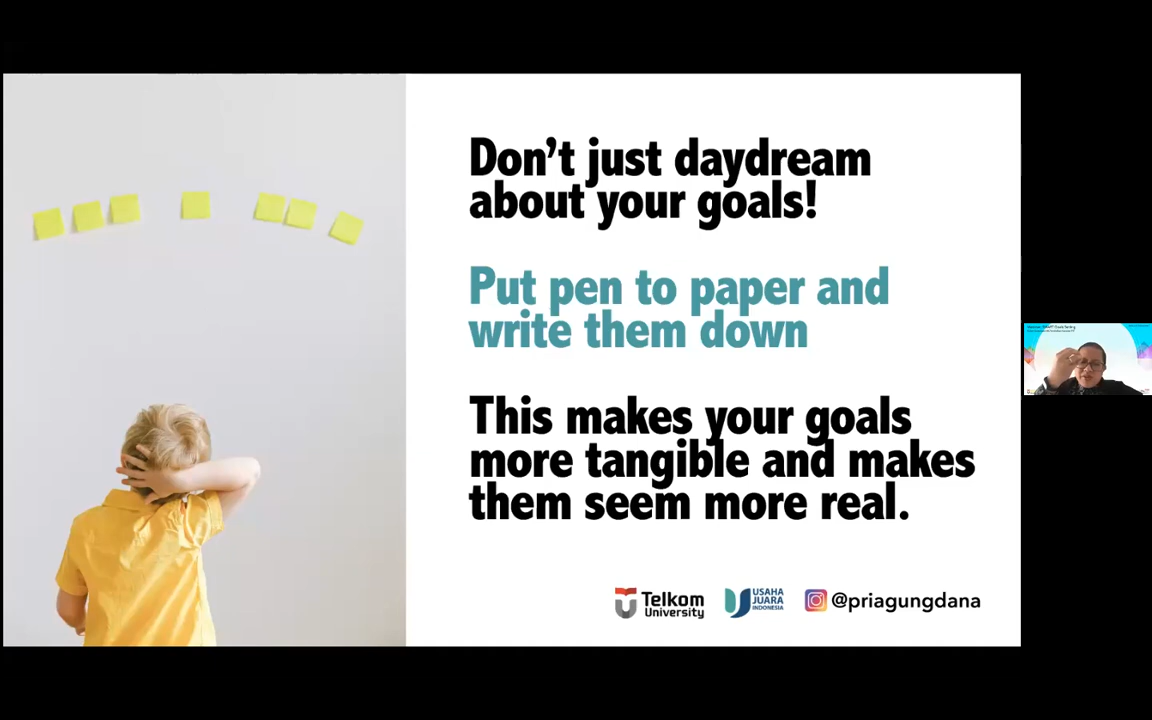 Don't just daydream
about your goals!
Put pen to paper and
write them down
This makes your goals
more tangible and makes
them seem more real.
Telkom
University
USAHA
JUARA
INDONESIA
@priagungdana